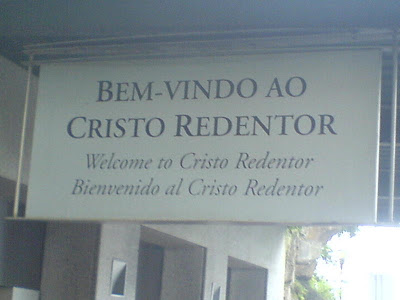 BEM-VINDO AO
CRISTO REDENTOR
Welcome to Cristo Redentor
Bienvenido al Cristo Redentor